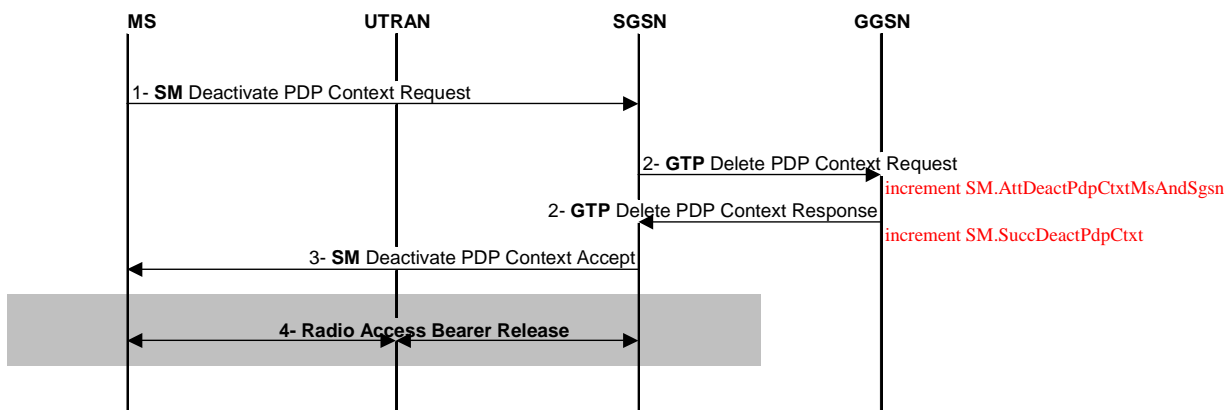 MS UTRAN SGSN GGSN
1- SM Deactivate PDP Context Request
2- GTP Delete PDP Context Request
increment SM.AttDeactPdpCtxtMsAndSgsn
2- GTP Delete PDP Context Response
increment SM.SuccDeactPdpCtxt
3- SM Deactivate PDP Context Accept
4- Radio Access Bearer Release